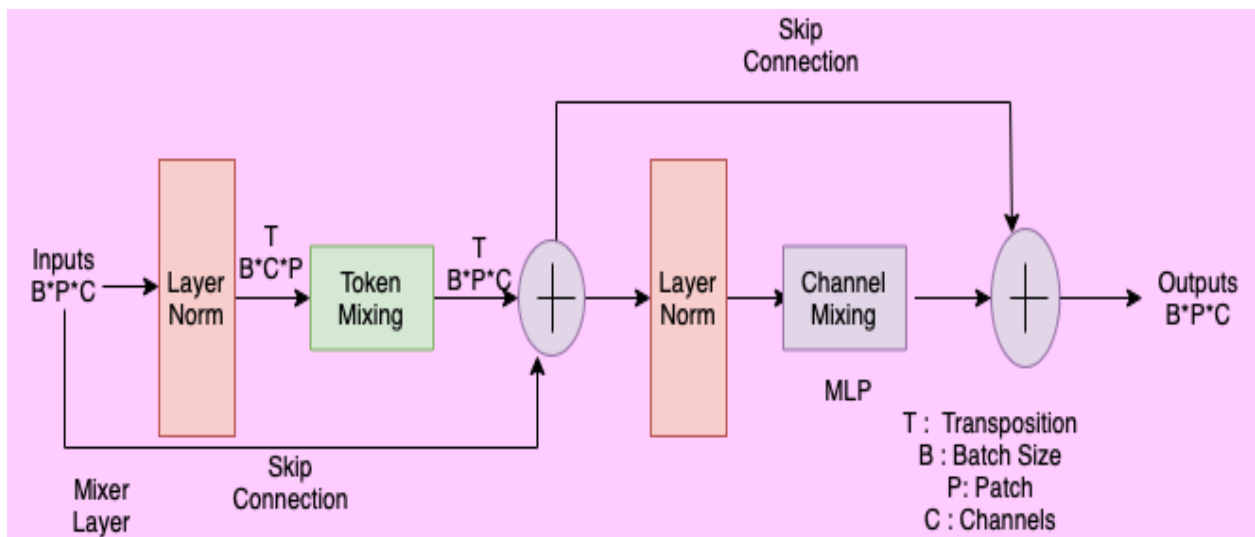 Skip
Connection
Inputs
B*P*C
Layer
Norm
T
B*C*P
Token
Mixing
T
B*P*C
Layer
Norm
Channel
Mixing
MLP
Outputs
B*P*C
Skip
Connection
Mixer
Layer
T : Transposition
B : Batch Size
P: Patch
C : Channels